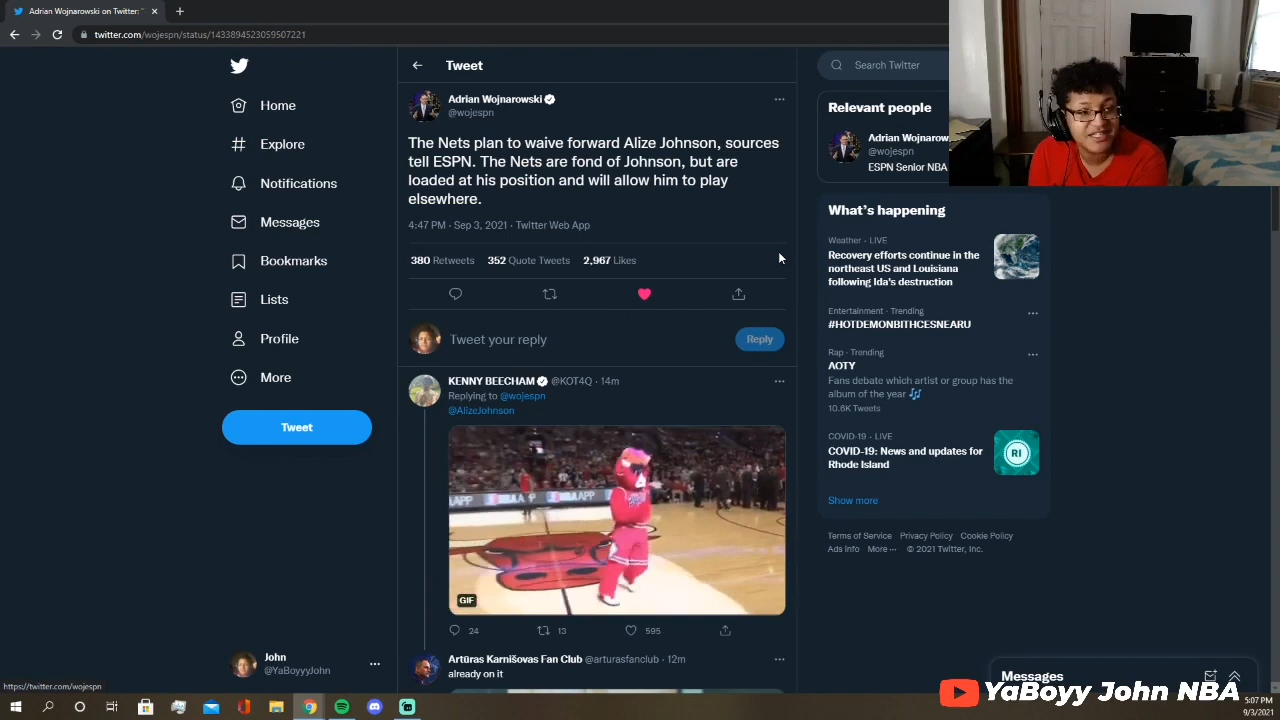 Adrian Wojnarowski on Twitter: "
twitter.com/wojespn/status/1433894523059507221
Tweet
Search Twitter
Home
Explore
Notifications
Messages
Bookmarks
Lists
Profile
More
Tweet
Adrian Wojnarowski
@wojespn
The Nets plan to waive forward Alize Johnson, sources
tell ESPN. The Nets are fond of Johnson, but are
loaded at his position and will allow him to play
elsewhere.
4:47 PM · Sep 3, 2021 · Twitter Web App
380 Retweets 352 Quote Tweets 2,967 Likes
Tweet your reply
Reply
KENNY BEECHAM @KOT4Q · 14m
Replying to @wojespn
@AlizeJohnson
GIF
24 13 595
Artūras Karnišovas Fan Club @arturasfanclub · 12m
already on it
Relevant people
Adrian Wojnarow
@wojespn
ESPN Senior NBA
What's happening
Weather · LIVE
Recovery efforts continue in the
northeast US and Louisiana
following Ida's destruction
Entertainment · Trending
#HOTDEMONBITHCESNEARU
Rap · Trending
AOTY
Fans debate which artist or group has the
album of the year 🎶
10.6K Tweets
COVID-19 · LIVE
COVID-19: News and updates for
Rhode Island
RI
Show more
Terms of Service Privacy Policy Cookie Policy
Ads info More ··· © 2021 Twitter, Inc.
John
@YaBoyyyJohn
https://twitter.com/wojespn
Messages
YaBoyy John NBA
5:07 PM
9/3/2021